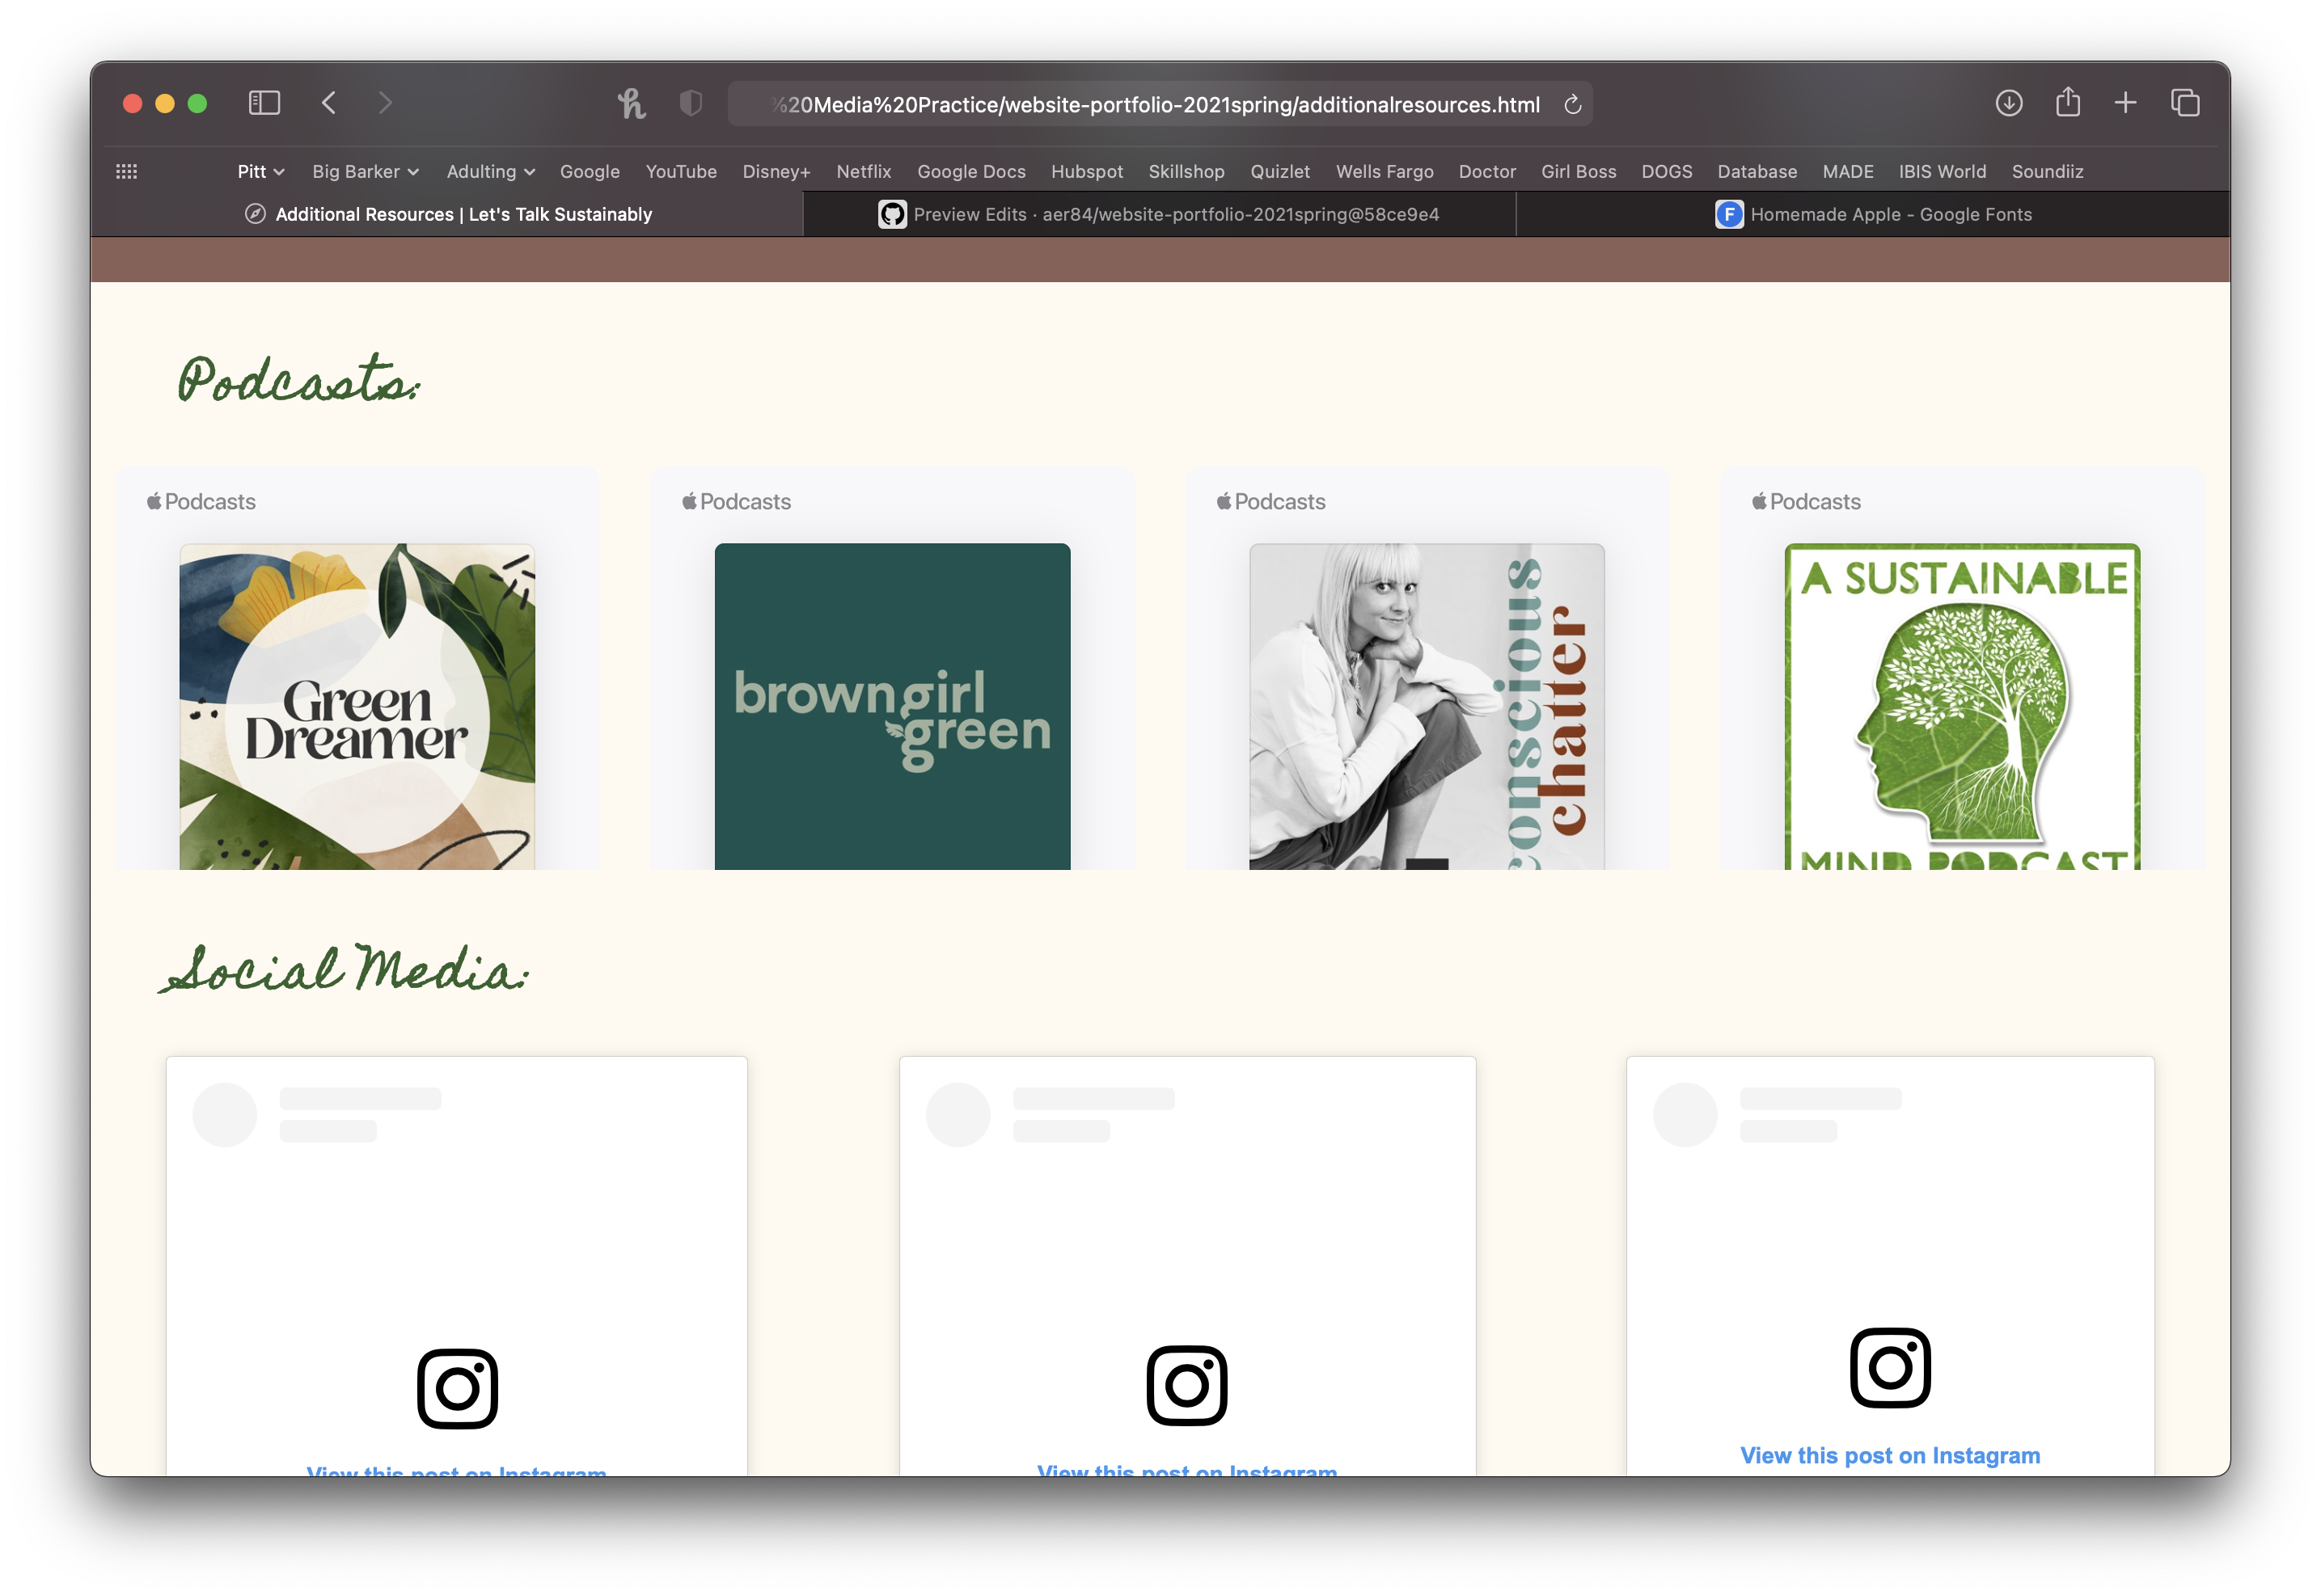 %20Media%20Practice/website-portfolio-2021spring/additionalresources.html
Pitt Big Barker Adulting Google YouTube Disney+ Netflix Google Docs Hubspot Skillshop Quizlet Wells Fargo Doctor Girl Boss DOGS Database MADE IBIS World Soundiiz
Additional Resources | Let's Talk Sustainably
Preview Edits · aer84/website-portfolio-2021spring@58ce9e4
F Homemade Apple - Google Fonts
Podcasts:
Podcasts
Podcasts
Podcasts
Podcasts
Green
Dreamer
browngirl
green
conscious
chatter
A SUSTAINABLE
MIND PODCAST
Social Media:
View this post on Instagram
View this post on Instagram
View this post on Instagram